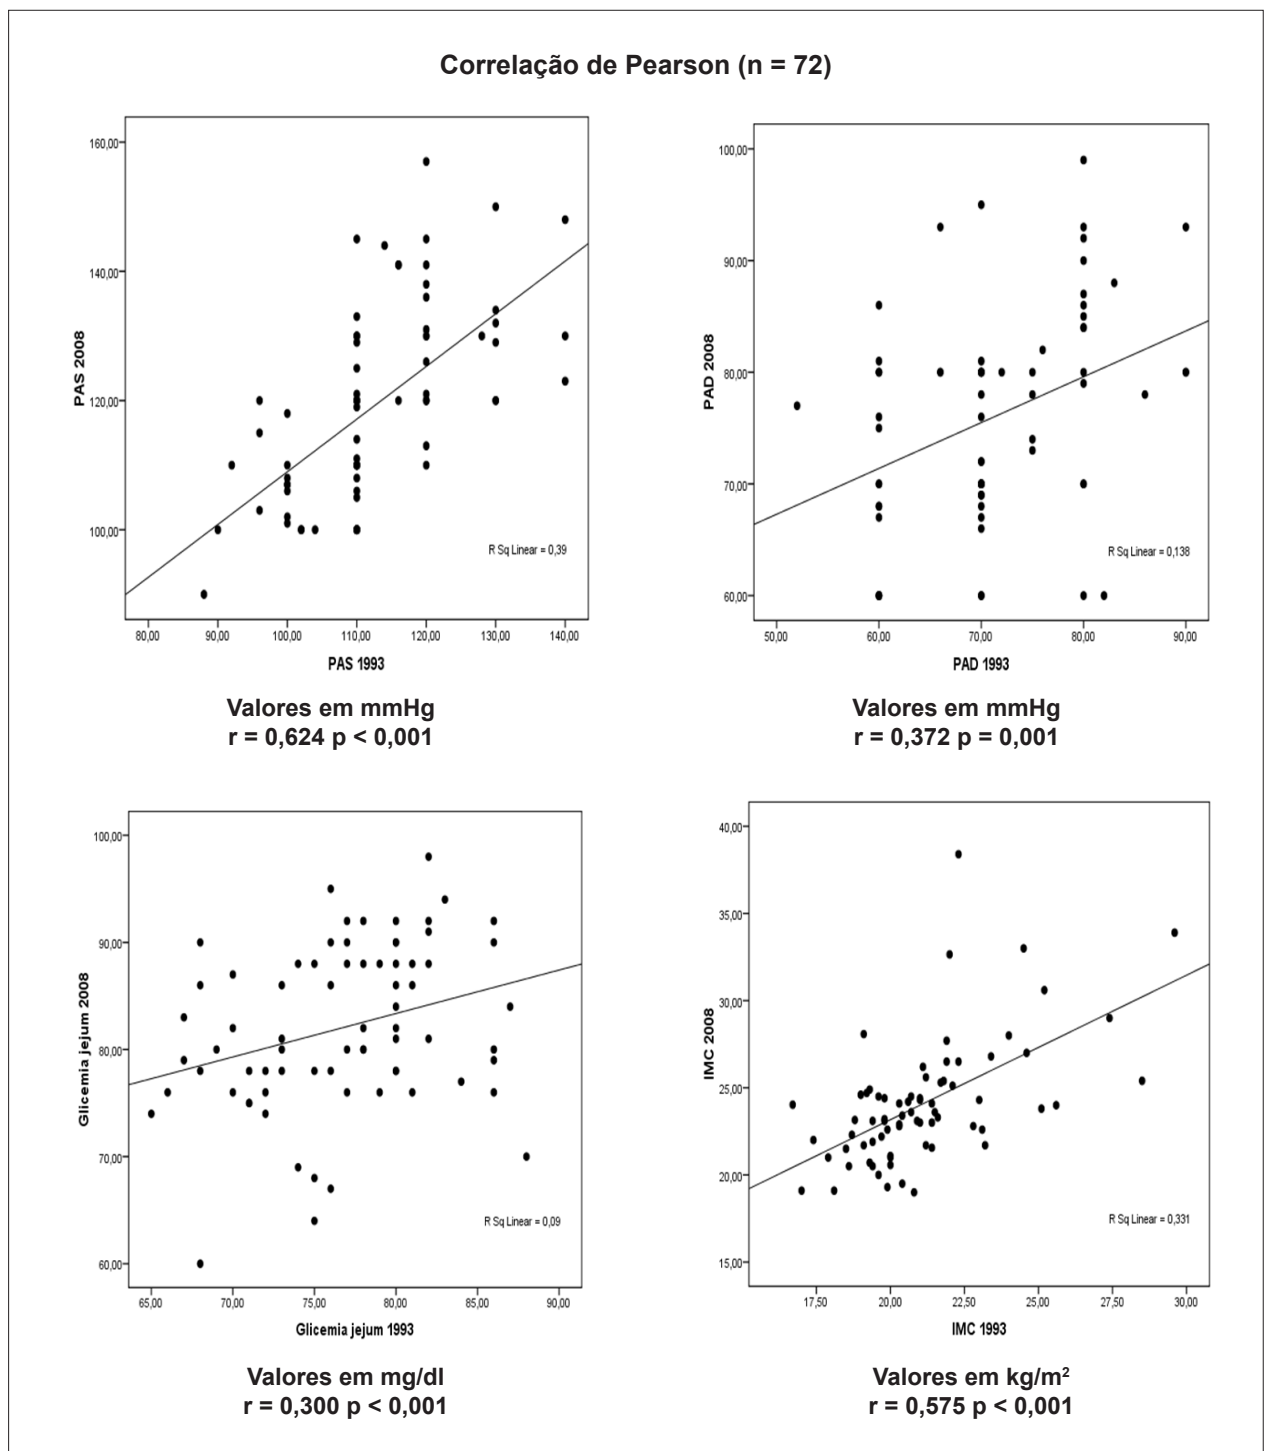 Correlação de Pearson (n = 72)
160,00
140,00
120,00
100,00
PAS 2008
R Sq Linear = 0,39
80,00 90,00 100,00 110,00 120,00 130,00 140,00
PAS 1993
Valores em mmHg
r = 0,624 p < 0,001
100,00
90,00
80,00
70,00
60,00
PAD 2008
R Sq Linear = 0,138
50,00 60,00 70,00 80,00 90,00
PAD 1993
Valores em mmHg
r = 0,372 p = 0,001
100,00
90,00
80,00
70,00
60,00
Glicemia jejum 2008
R Sq Linear = 0,09
65,00 70,00 75,00 80,00 85,00 90,00
Glicemia jejum 1993
Valores em mg/dl
r = 0,300 p < 0,001
40,00
35,00
30,00
25,00
20,00
15,00
IMC 2008
R Sq Linear = 0,331
17,50 20,00 22,50 25,00 27,50 30,00
IMC 1993
Valores em kg/m²
r = 0,575 p < 0,001